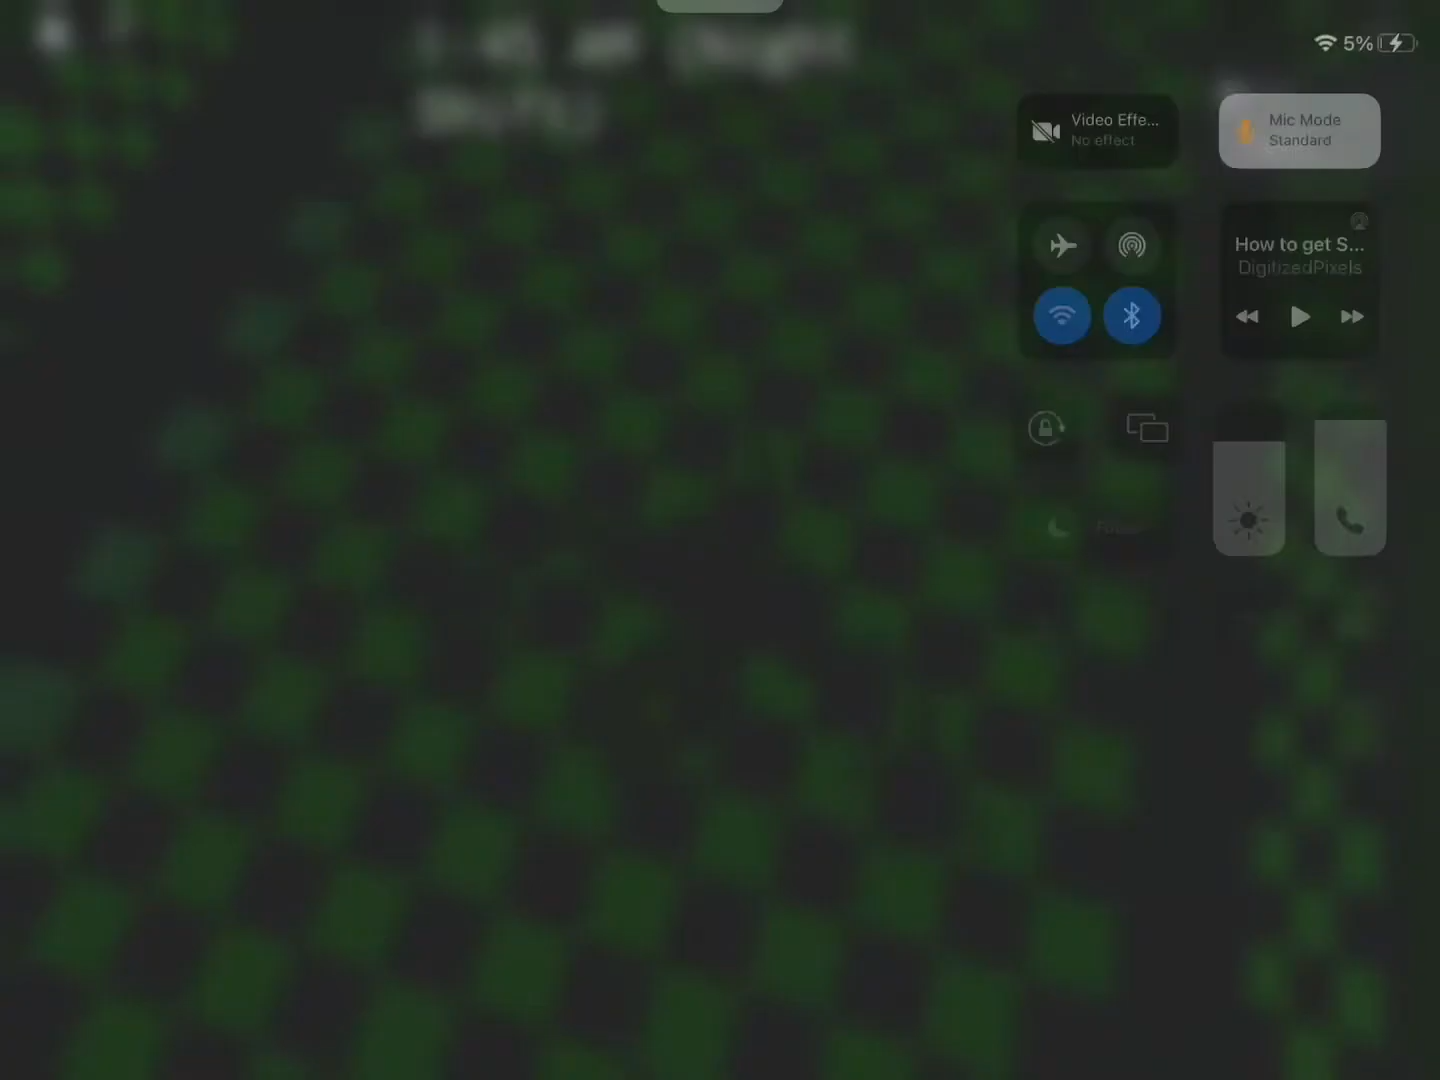 5%
Video Effe...
No effect
Mic Mode
Standard
How to get S...
DigitizedPixels